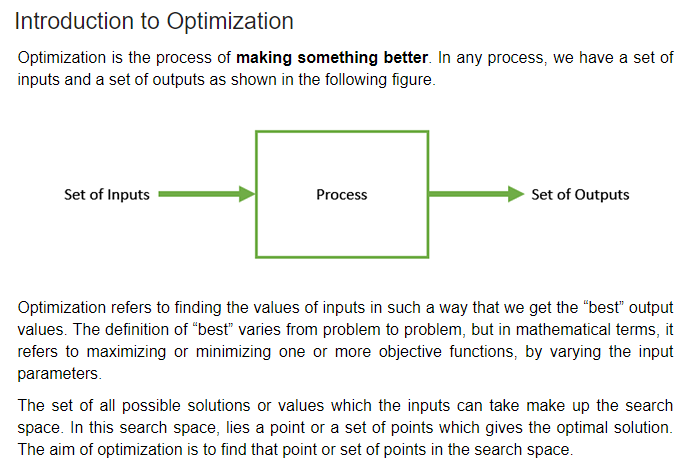 Introduction to Optimization
Optimization is the process of making something better. In any process, we have a set of
inputs and a set of outputs as shown in the following figure.
Set of Inputs
Process
Set of Outputs
Optimization refers to finding the values of inputs in such a way that we get the “best” output
values. The definition of “best” varies from problem to problem, but in mathematical terms, it
refers to maximizing or minimizing one or more objective functions, by varying the input
parameters.
The set of all possible solutions or values which the inputs can take make up the search
space. In this search space, lies a point or a set of points which gives the optimal solution.
The aim of optimization is to find that point or set of points in the search space.